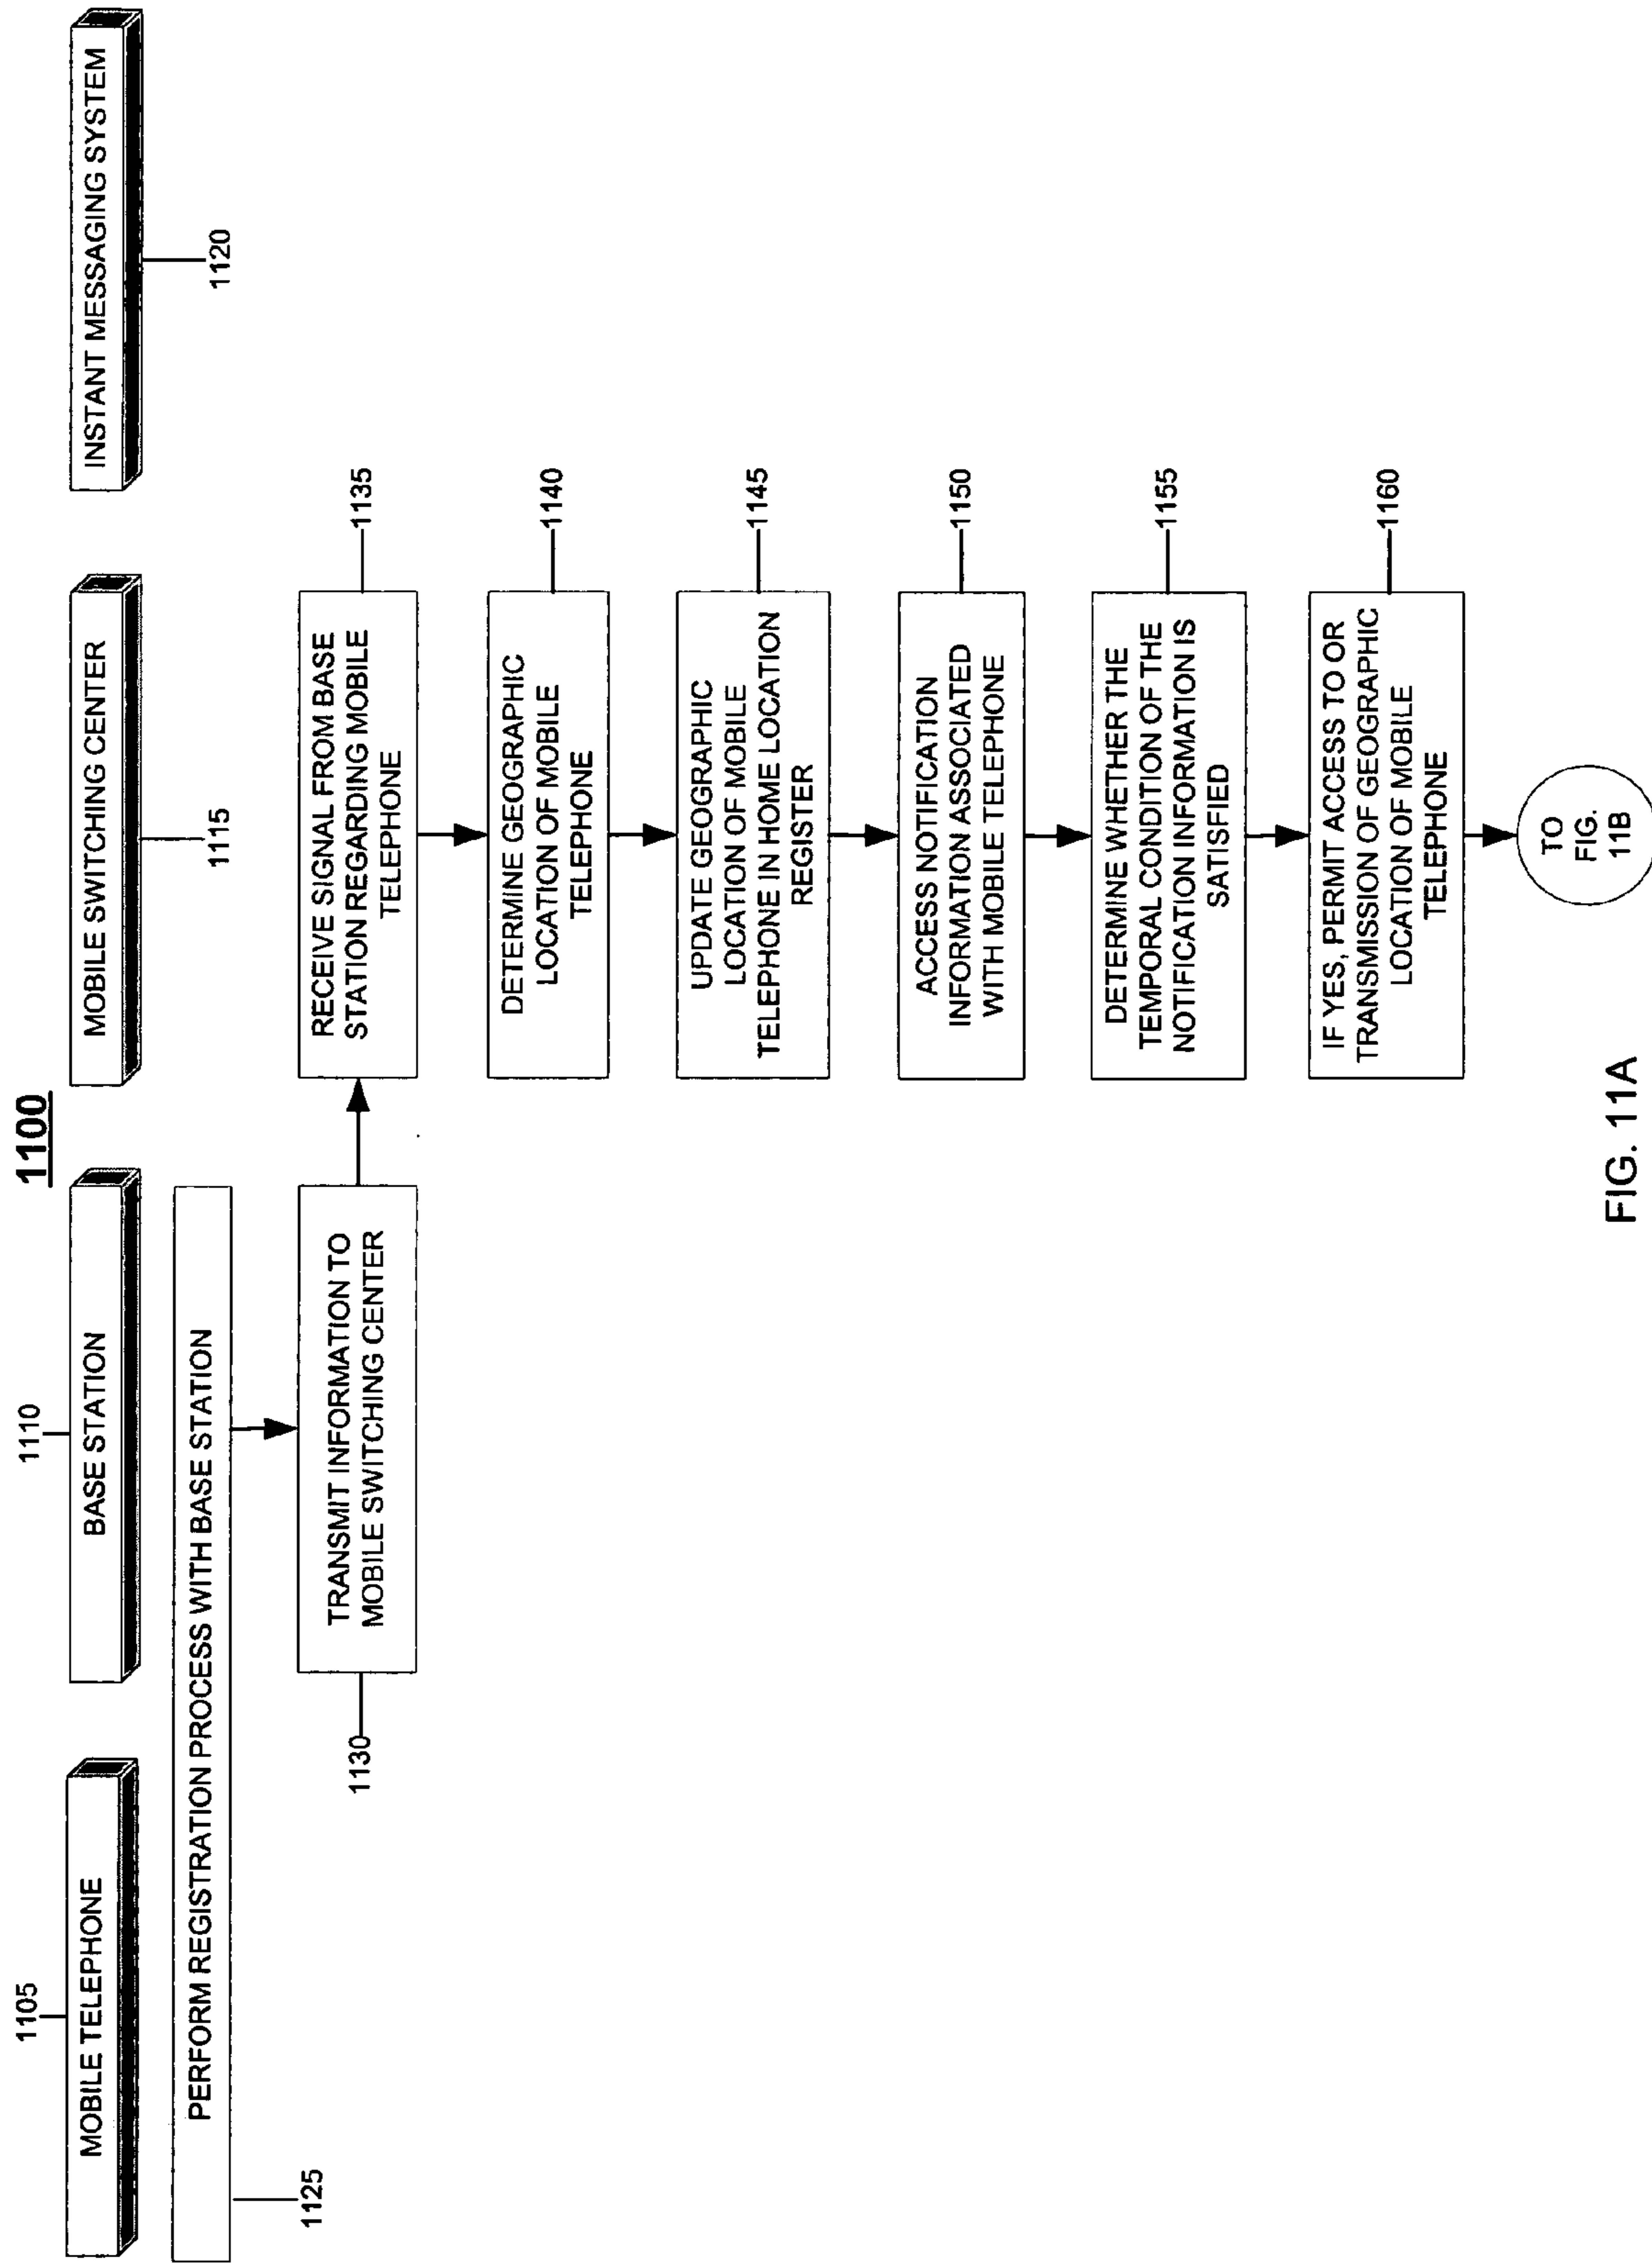 1100
1105
1110
MOBILE TELEPHONE
BASE STATION
MOBILE SWITCHING CENTER
INSTANT MESSAGING SYSTEM
1115
1120
PERFORM REGISTRATION PROCESS WITH BASE STATION
1125
TRANSMIT INFORMATION TO
MOBILE SWITCHING CENTER
1130
RECEIVE SIGNAL FROM BASE
STATION REGARDING MOBILE
TELEPHONE
1135
DETERMINE GEOGRAPHIC
LOCATION OF MOBILE
TELEPHONE
1140
UPDATE GEOGRAPHIC
LOCATION OF MOBILE
TELEPHONE IN HOME LOCATION
REGISTER
1145
ACCESS NOTIFICATION
INFORMATION ASSOCIATED
WITH MOBILE TELEPHONE
1150
DETERMINE WHETHER THE
TEMPORAL CONDITION OF THE
NOTIFICATION INFORMATION IS
SATISFIED
1155
IF YES, PERMIT ACCESS TO OR
TRANSMISSION OF GEOGRAPHIC
LOCATION OF MOBILE
TELEPHONE
1160
TO
FIG.
11B
FIG. 11A